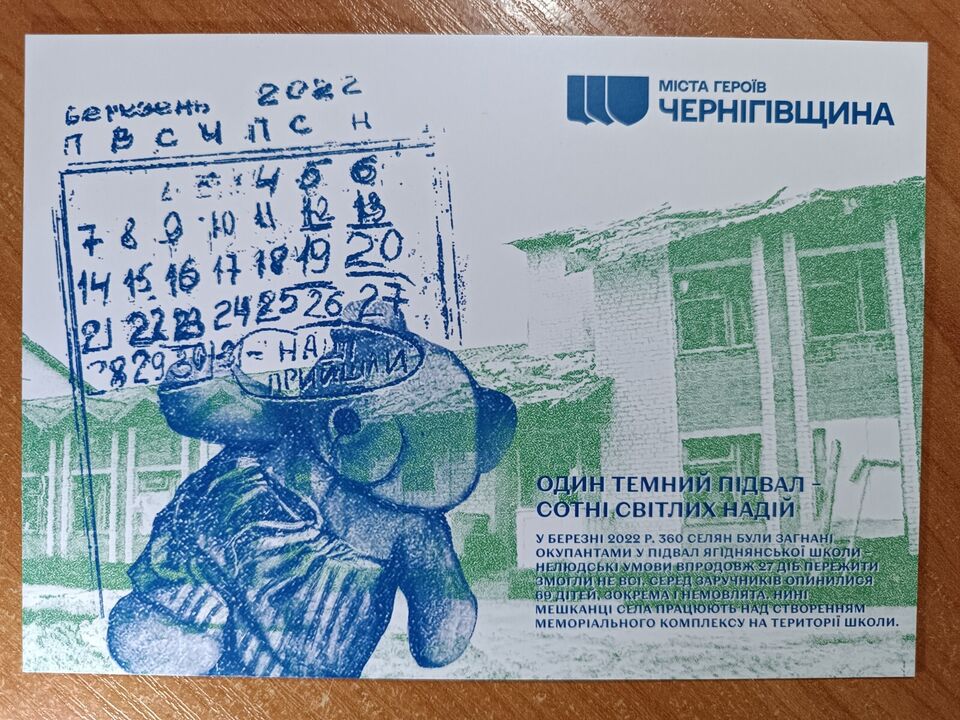 МІСТА ГЕРОЇВ
ЧЕРНІГІВЩИНА
БЕРЕЗЕНЬ 2022
П В С Ч П С Н
4 5 6
7 8 9 10 11 12 13
14 15 16 17 18 19 20
21 22 23 24 25 26 27
28 29 30 - НАШІ
ПРИЙШЛИ
ОДИН ТЕМНИЙ ПІДВАЛ –
СОТНІ СВІТЛИХ НАДІЙ
У БЕРЕЗНІ 2022 Р. 360 СЕЛЯН БУЛИ ЗАГНАНІ
ОКУПАНТАМИ У ПІДВАЛ ЯГІДНЯНСЬКОЇ ШКОЛИ –
НЕЛЮДСЬКІ УМОВИ ВПРОДОВЖ 27 ДІБ ПЕРЕЖИТИ
ЗМОГЛИ НЕ ВСІ. СЕРЕД ЗАРУЧНИКІВ ОПИНИЛИСЯ
69 ДІТЕЙ, ЗОКРЕМА І НЕМОВЛЯТА. НИНІ
МЕШКАНЦІ СЕЛА ПРАЦЮЮТЬ НАД СТВОРЕННЯМ
МЕМОРІАЛЬНОГО КОМПЛЕКСУ НА ТЕРИТОРІЇ ШКОЛИ.